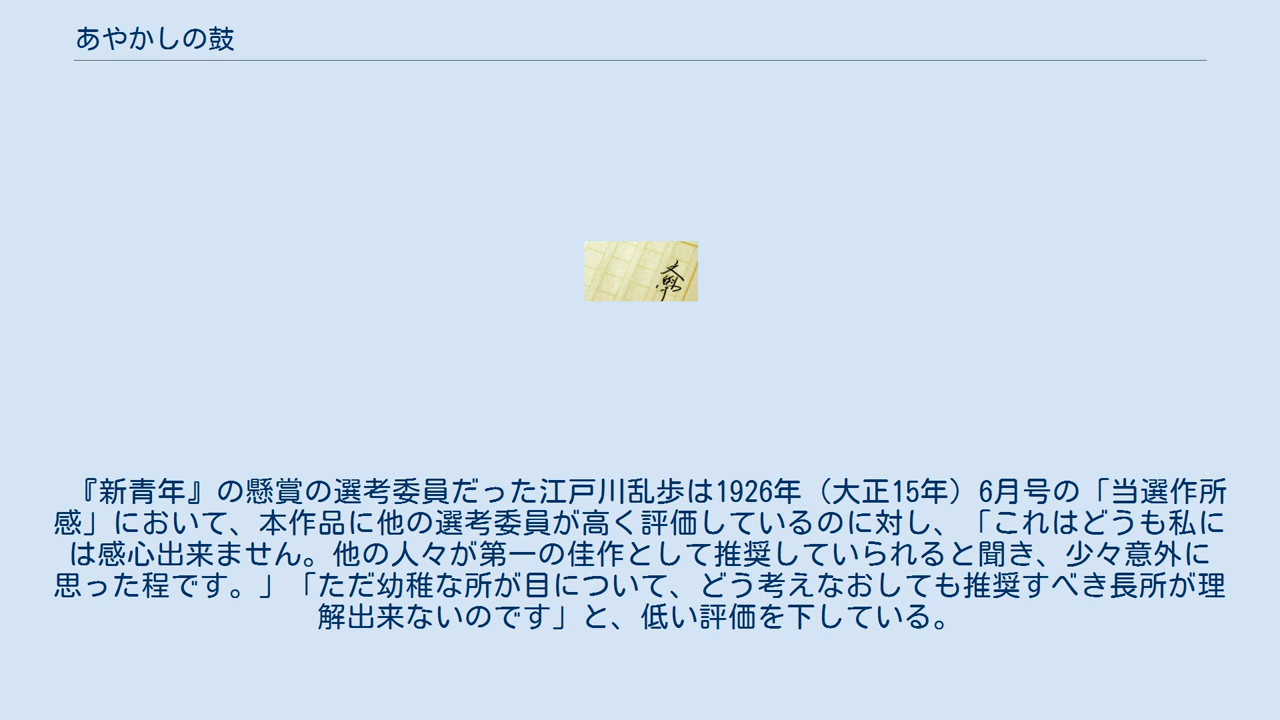 あやかしの鼓
『新青年』の懸賞の選考委員だった江戸川乱歩は1926年（大正15年）6月号の「当選作所
感」において、本作品に他の選考委員が高く評価しているのに対し、「これはどうも私に
は感心出来ません。他の人々が第一の佳作として推奨していられると聞き、少々意外に
思った程です。」「ただ幼稚な所が目について、どう考えなおしても推奨すべき長所が理
解出来ないのです」と、低い評価を下している。